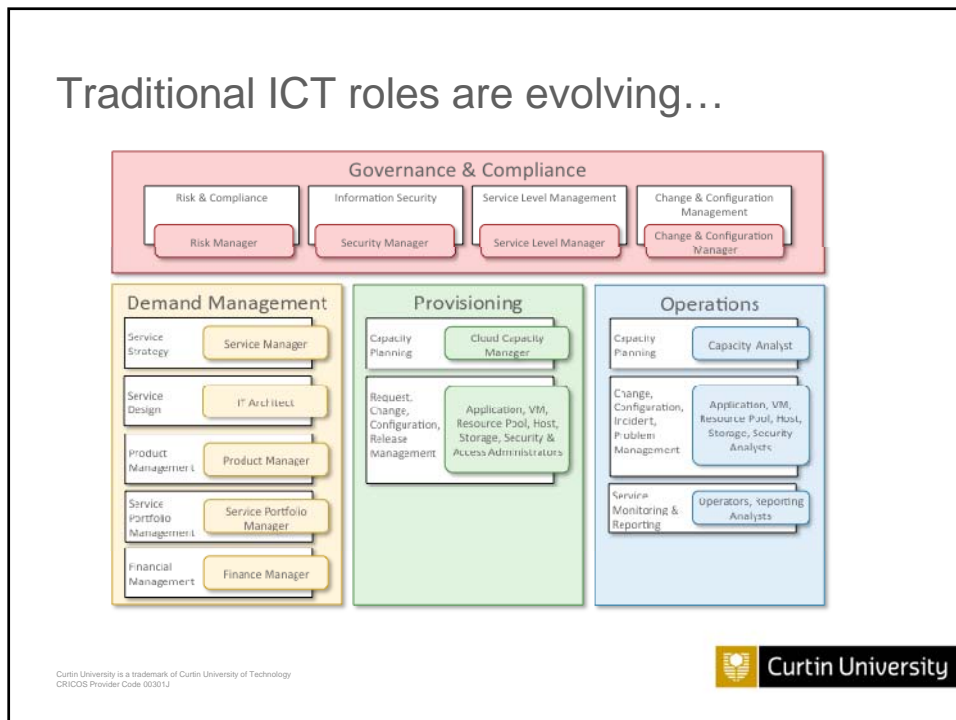 Traditional ICT roles are evolving…
Governance & Compliance
Risk & Compliance
Risk Manager
Information Security
Security Manager
Service Level Management
Service Level Manager
Change & Configuration
Management
Change & Configuration
Manager
Demand Management
Service
Strategy
Service Manager
Service
Design
IT Architect
Product
Management
Product Manager
Service
Portfolio
Management
Service Portfolio
Manager
Financial
Management
Finance Manager
Provisioning
Capacity
Planning
Cloud Capacity
Manager
Request,
Change,
Configuration,
Release
Management
Application, VM,
Resource Pool, Host,
Storage, Security &
Access Administrators
Operations
Capacity
Planning
Capacity Analyst
Change,
Configuration,
Incident,
Problem
Management
Application, VM,
Resource Pool, Host,
Storage, Security
Analysts
Service
Monitoring &
Reporting
Operators, Reporting
Analysts
Curtin University is a trademark of Curtin University of Technology
CRICOS Provider Code 00301J
Curtin University